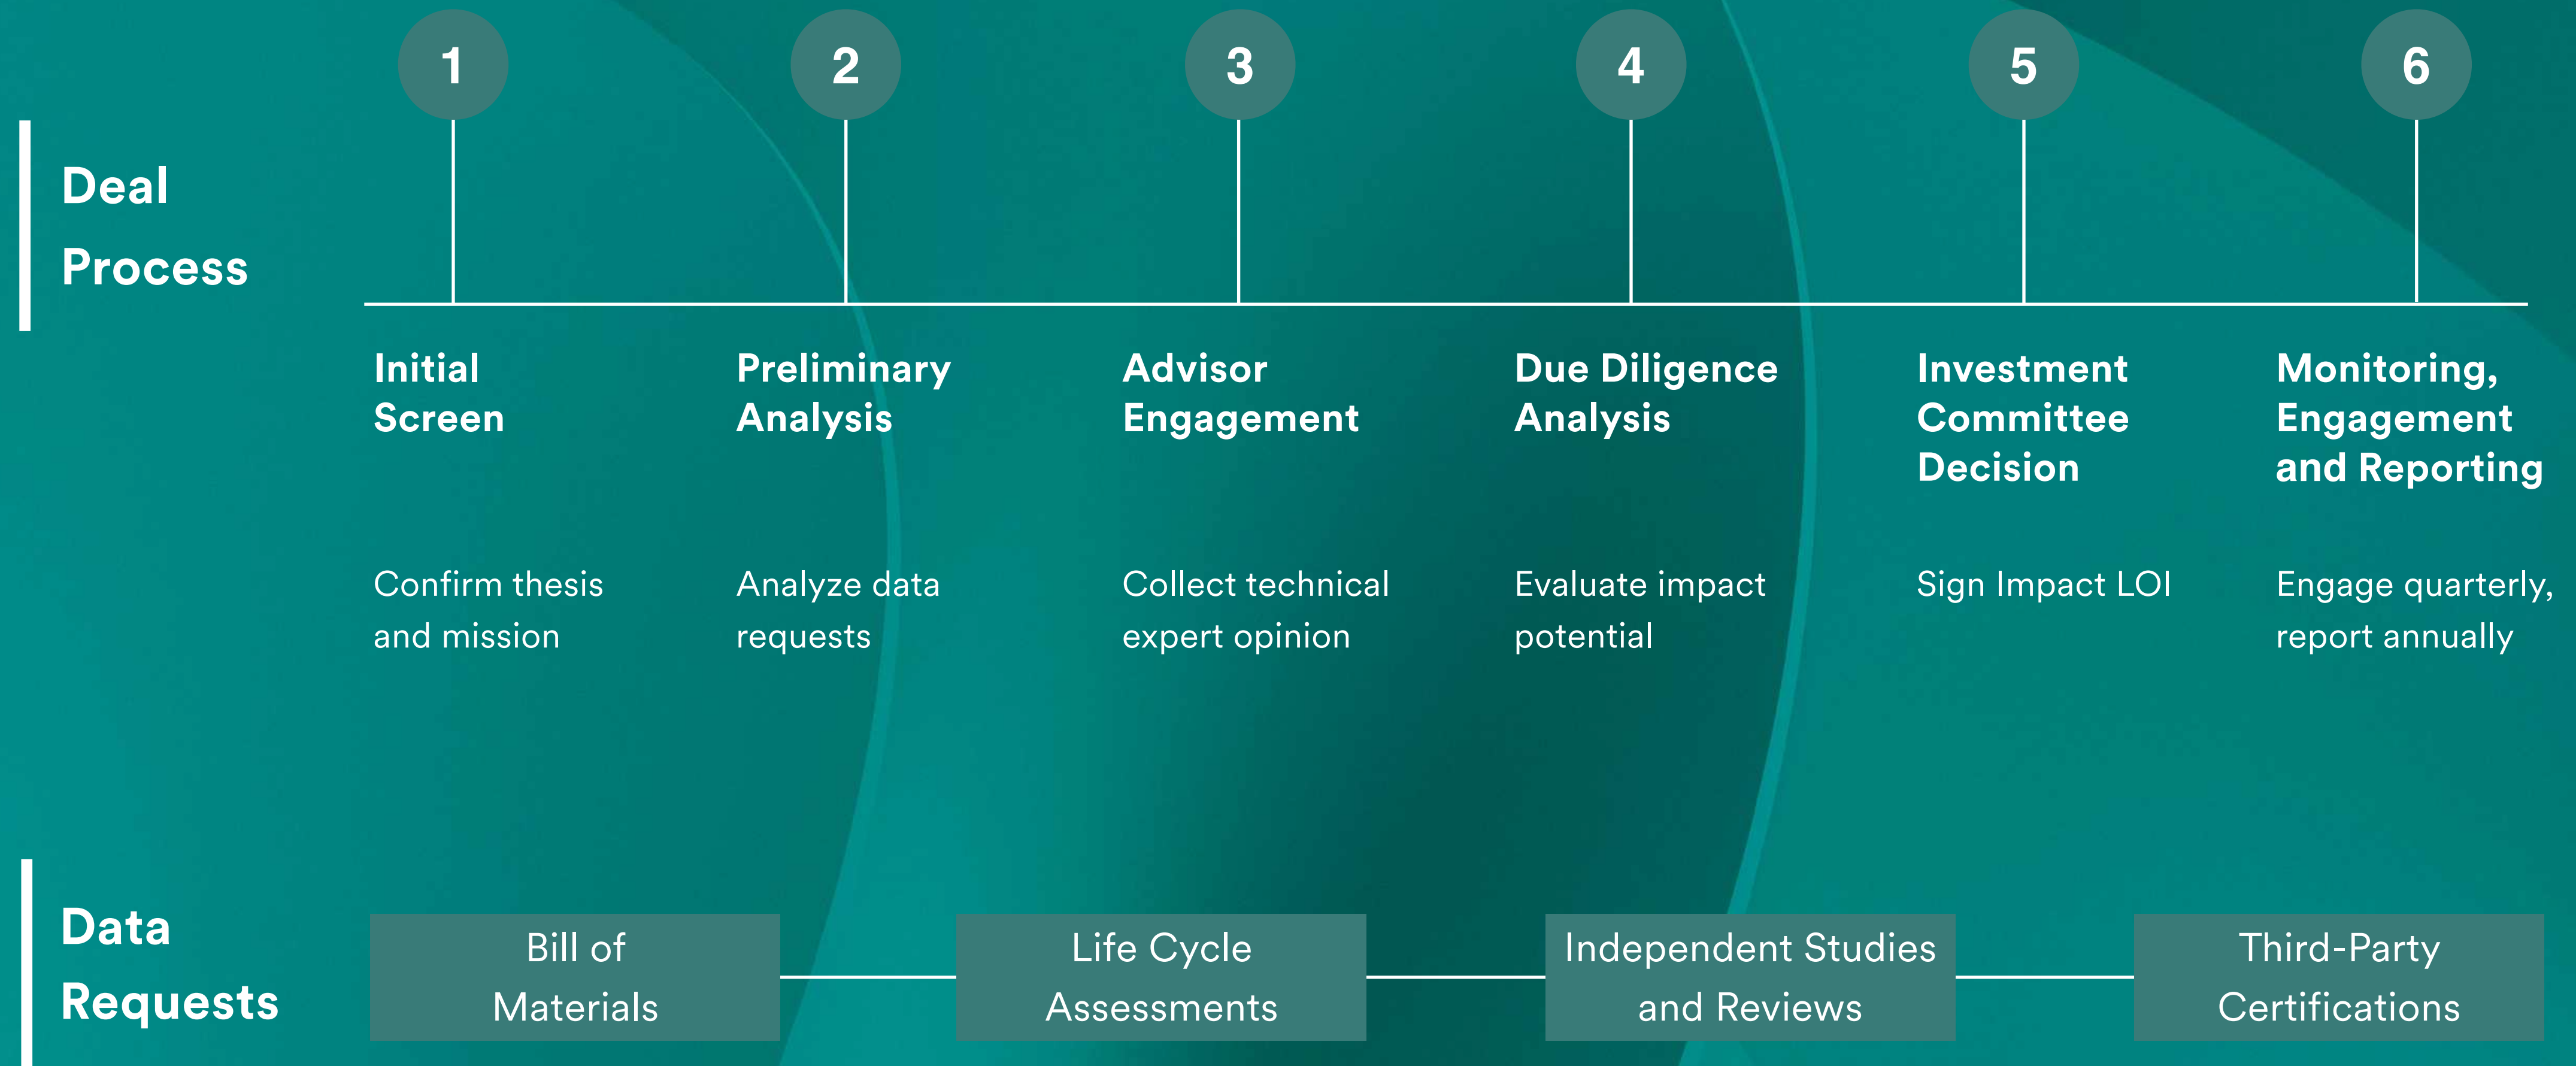 1
2
3
4
5
6
Deal
Process
Initial
Screen
Preliminary
Analysis
Advisor
Engagement
Due Diligence
Analysis
Investment
Committee
Decision
Monitoring,
Engagement
and Reporting
Confirm thesis
and mission
Analyze data
requests
Collect technical
expert opinion
Evaluate impact
potential
Sign Impact LOI
Engage quarterly,
report annually
Data
Requests
Bill of
Materials
Life Cycle
Assessments
Independent Studies
and Reviews
Third-Party
Certifications